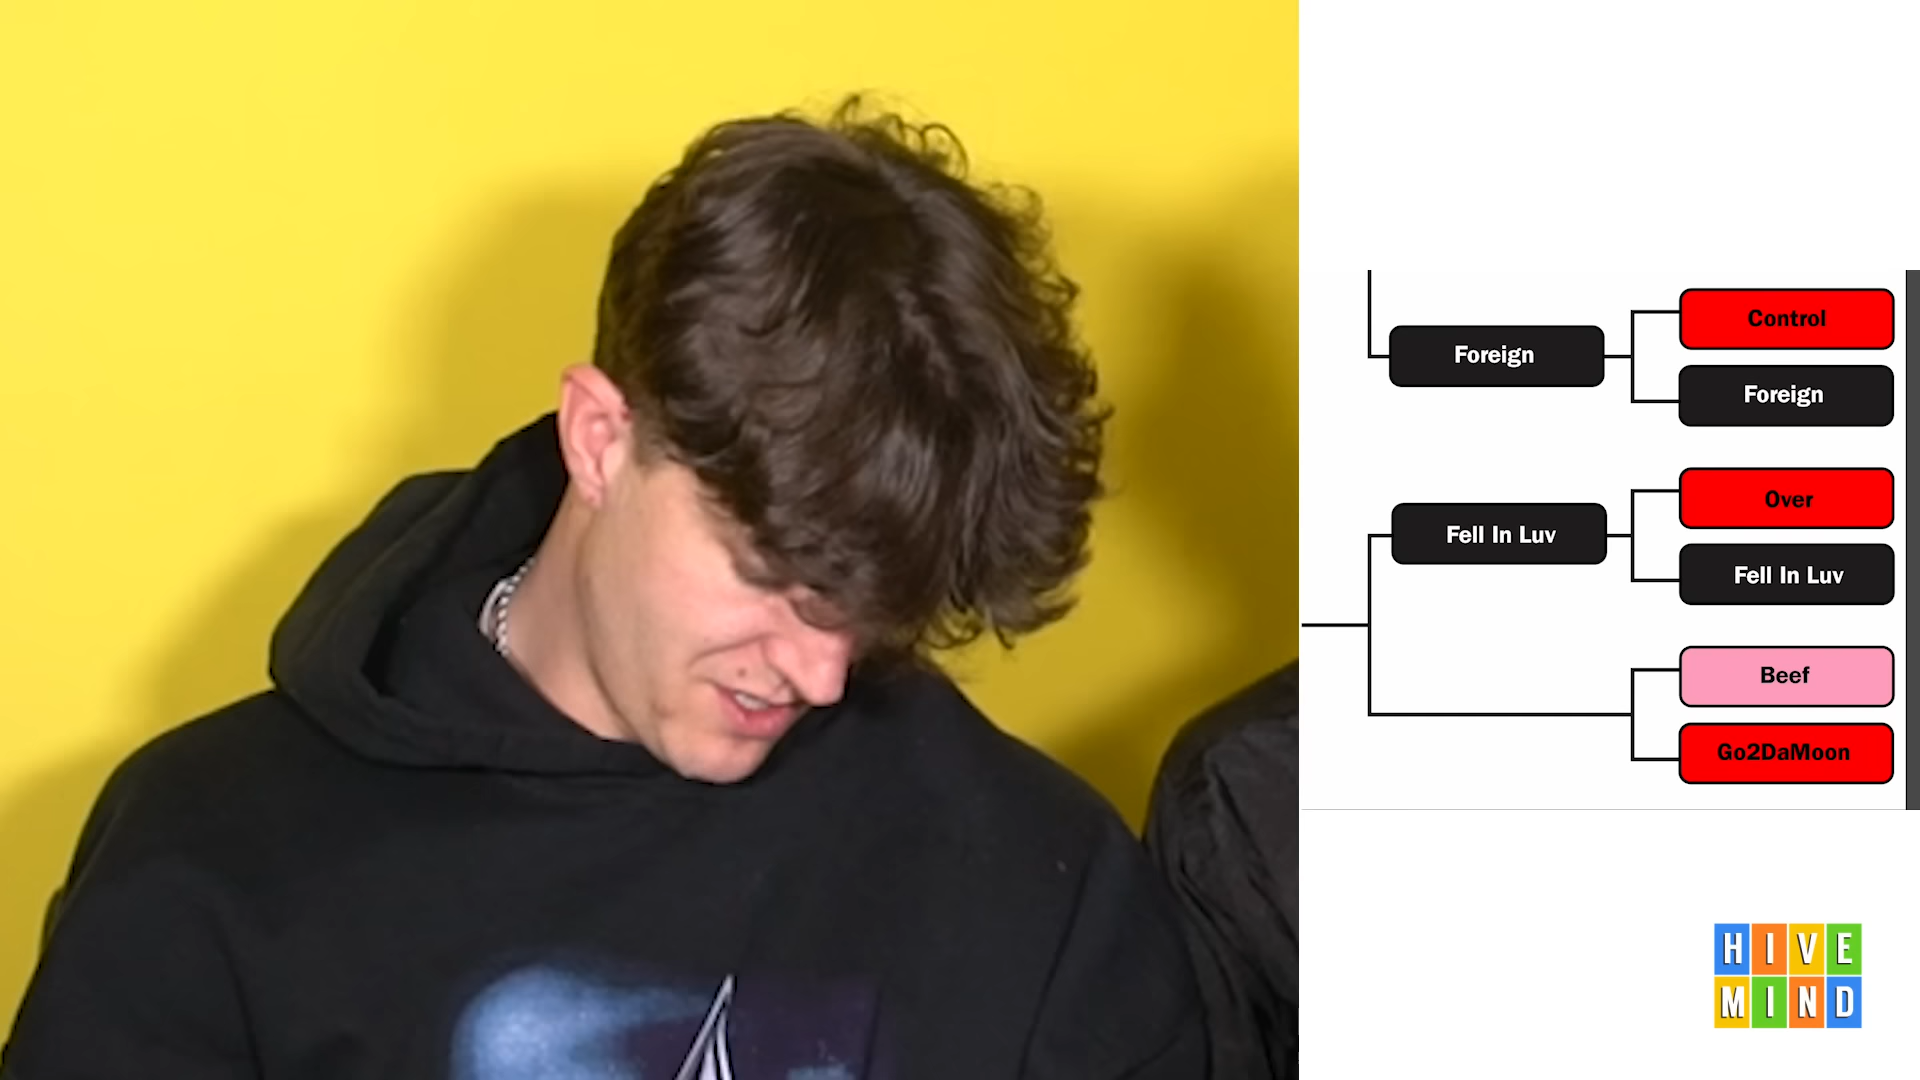 Control
Foreign
Foreign
Over
Fell In Luv
Fell In Luv
Beef
Go2DaMoon
HIVE
MIND